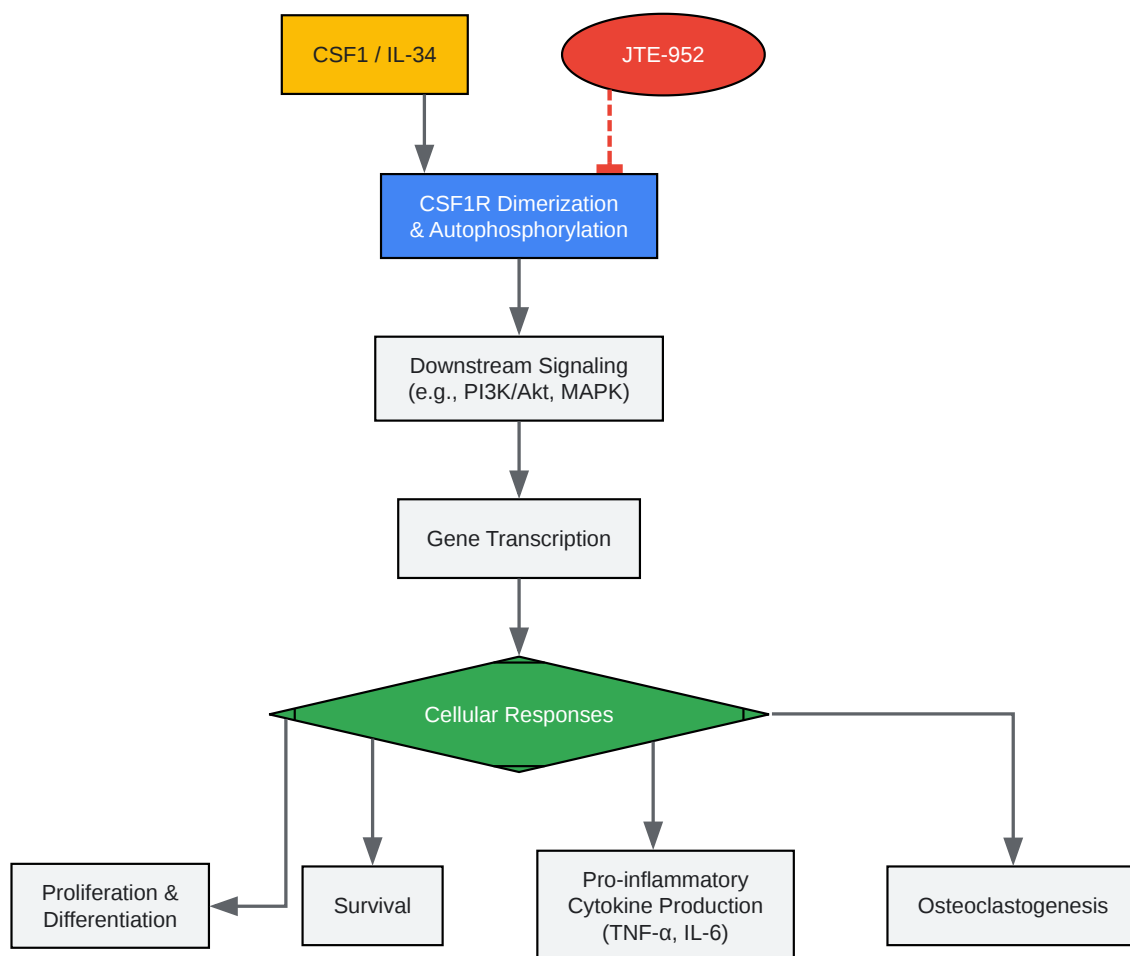 CSF1 / IL-34
JTE-952
CSF1R Dimerization
& Autophosphorylation
Downstream Signaling
(e.g., PI3K/Akt, MAPK)
Gene Transcription
Cellular Responses
Proliferation &
Differentiation
Survival
Pro-inflammatory
Cytokine Production
(TNF-α, IL-6)
Osteoclastogenesis